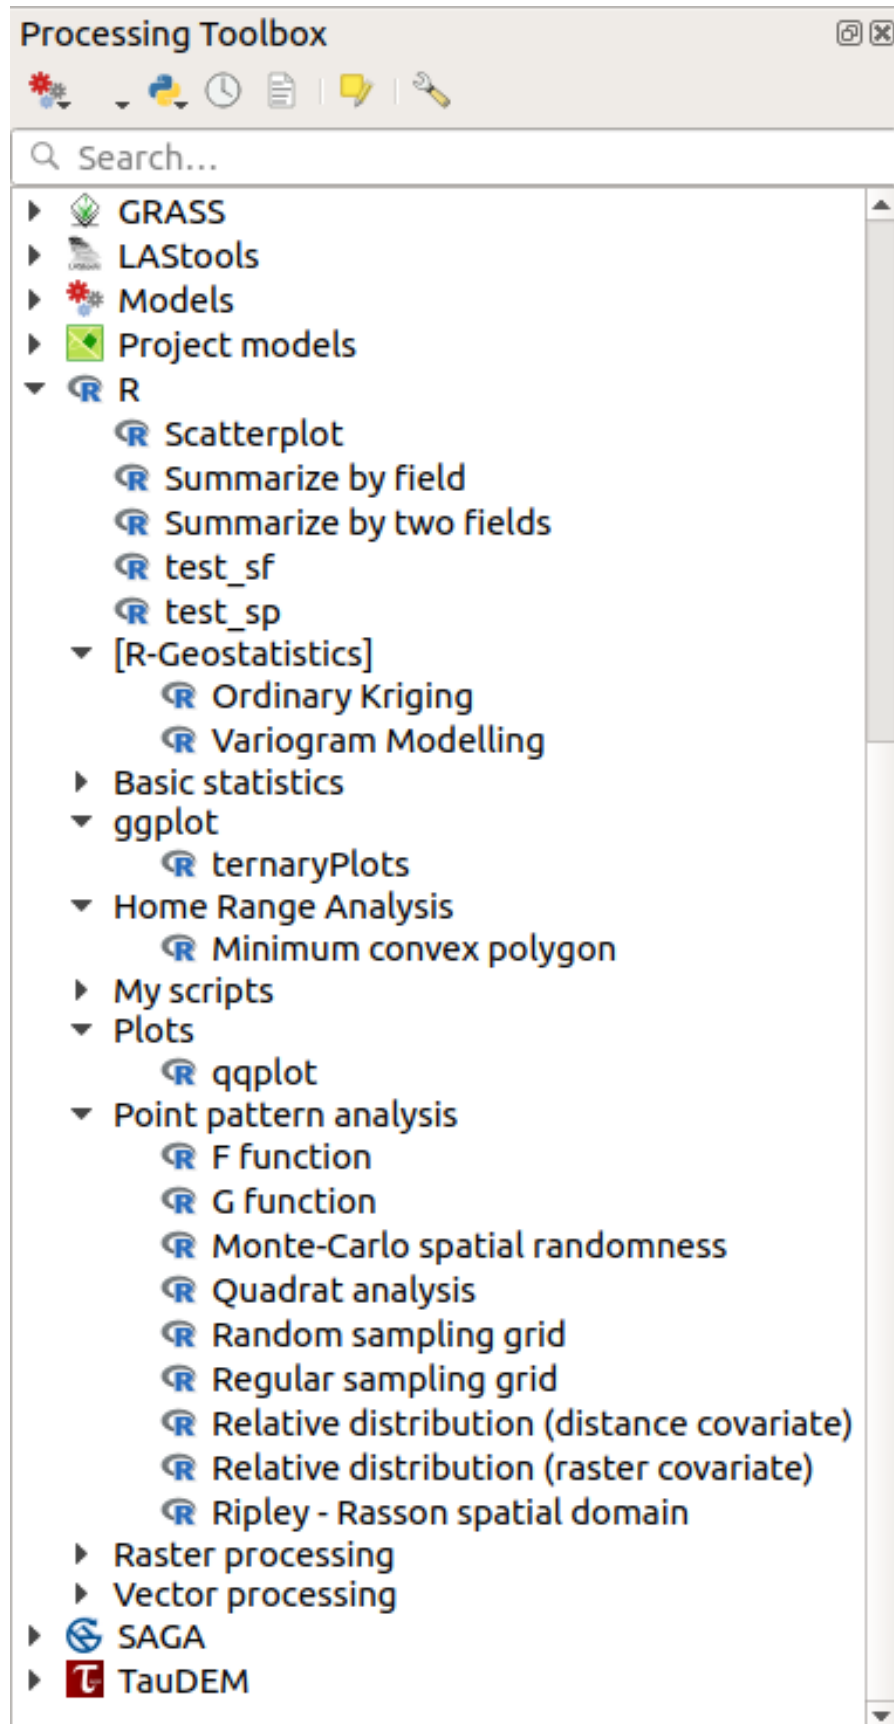 Processing Toolbox
Search...
GRASS
LAStools
Models
Project models
R
Scatterplot
Summarize by field
Summarize by two fields
test_sf
test_sp
[R-Geostatistics]
Ordinary Kriging
Variogram Modelling
Basic statistics
ggplot
ternaryPlots
Home Range Analysis
Minimum convex polygon
My scripts
Plots
qqplot
Point pattern analysis
F function
G function
Monte-Carlo spatial randomness
Quadrat analysis
Random sampling grid
Regular sampling grid
Relative distribution (distance covariate)
Relative distribution (raster covariate)
Ripley - Rasson spatial domain
Raster processing
Vector processing
SAGA
TauDEM